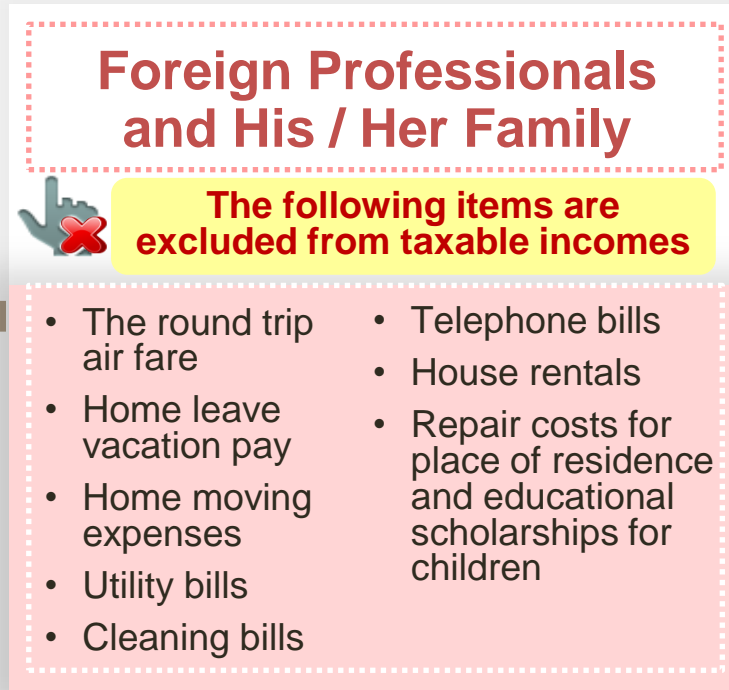 Foreign Professionals
and His / Her Family
The following items are
excluded from taxable incomes
• The round trip
air fare
• Home leave
vacation pay
• Home moving
expenses
• Utility bills
• Cleaning bills
• Telephone bills
• House rentals
• Repair costs for
place of residence
and educational
scholarships for
children